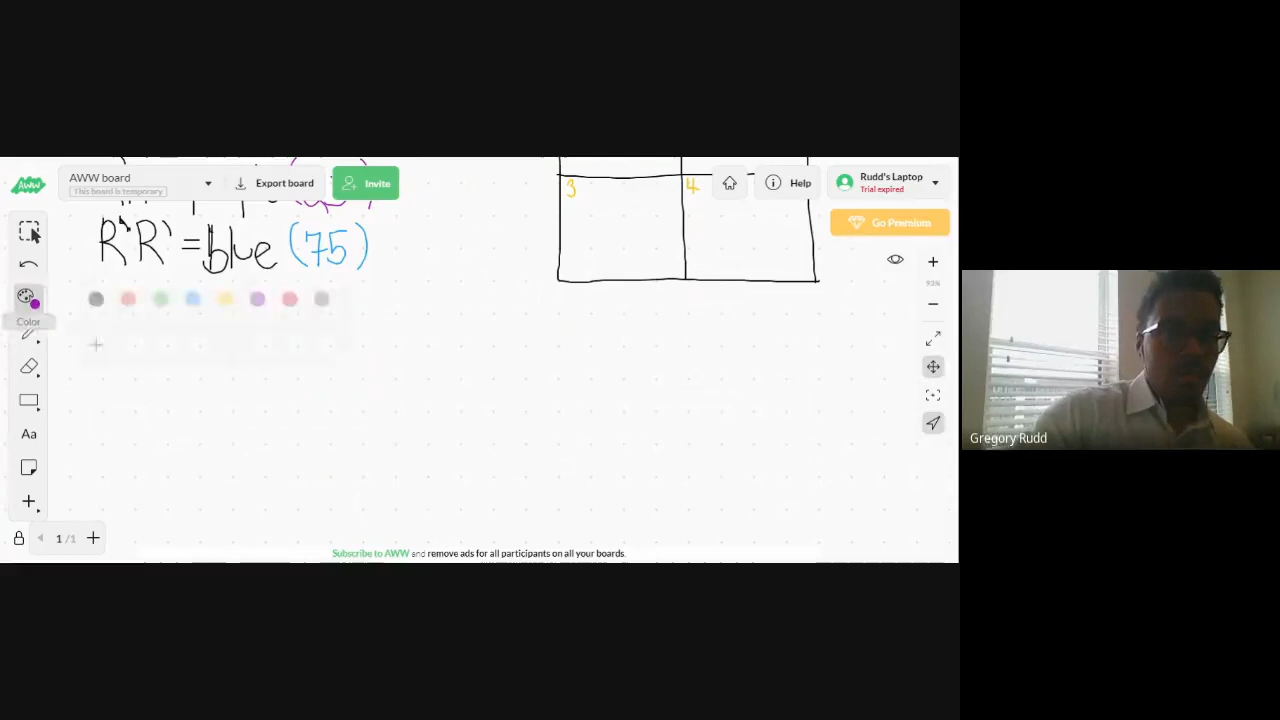 AWW board
This board is temporary
Export board
Invite
AWW
Help
Rudd's Laptop
Trial expired
Go Premium
3
4
R`R` = blue (75)
93%
Color
Aa
Gregory Rudd
1 /1
Subscribe to AWW and remove ads for all participants on all your boards.